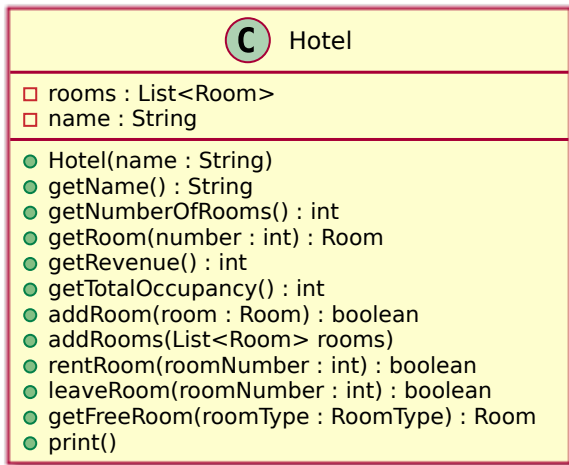 C Hotel
rooms : List<Room>
name : String
Hotel(name : String)
getName() : String
getNumberOfRooms() : int
getRoom(number : int) : Room
getRevenue() : int
getTotalOccupancy() : int
addRoom(room : Room) : boolean
addRooms(List<Room> rooms)
rentRoom(roomNumber : int) : boolean
leaveRoom(roomNumber : int) : boolean
getFreeRoom(roomType : RoomType) : Room
print()